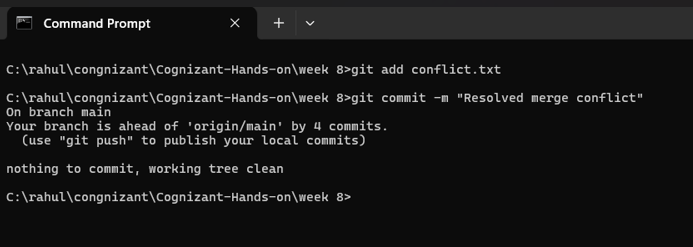 Command Prompt
C:\rahul\congnizant\Cognizant-Hands-on\week 8>git add conflict.txt
C:\rahul\congnizant\Cognizant-Hands-on\week 8>git commit -m "Resolved merge conflict"
On branch main
Your branch is ahead of 'origin/main' by 4 commits.
  (use "git push" to publish your local commits)
nothing to commit, working tree clean
C:\rahul\congnizant\Cognizant-Hands-on\week 8>